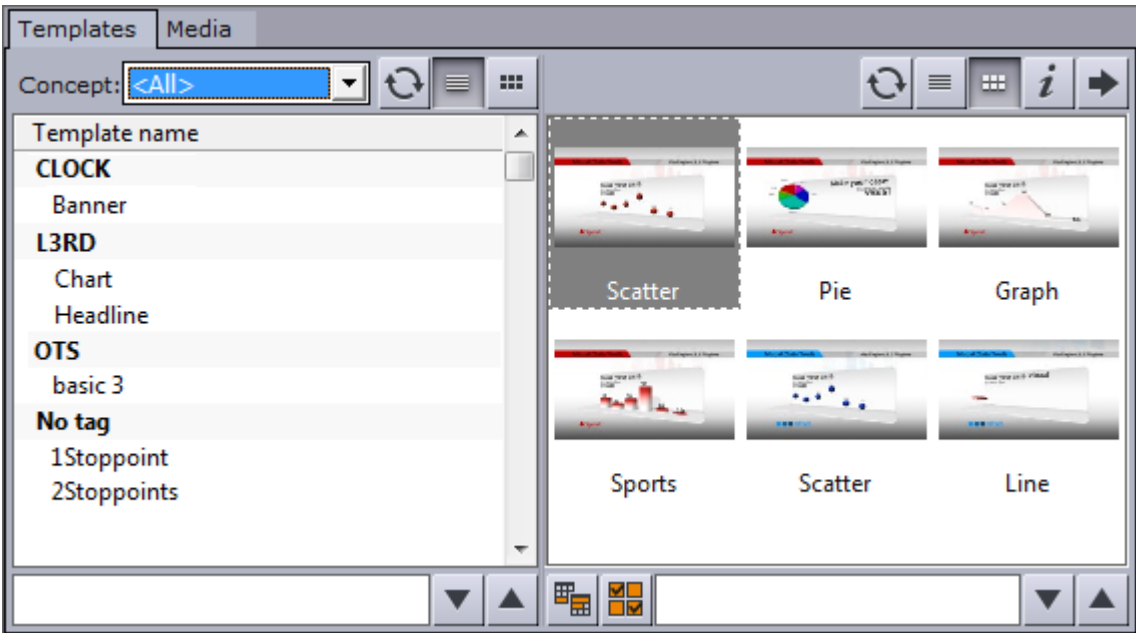 Templates Media
Concept: <All>
Template name
CLOCK
Banner
L3RD
Chart
Headline
OTS
basic 3
No tag
1Stoppoint
2Stoppoints
Scatter Pie Graph
Sports Scatter Line